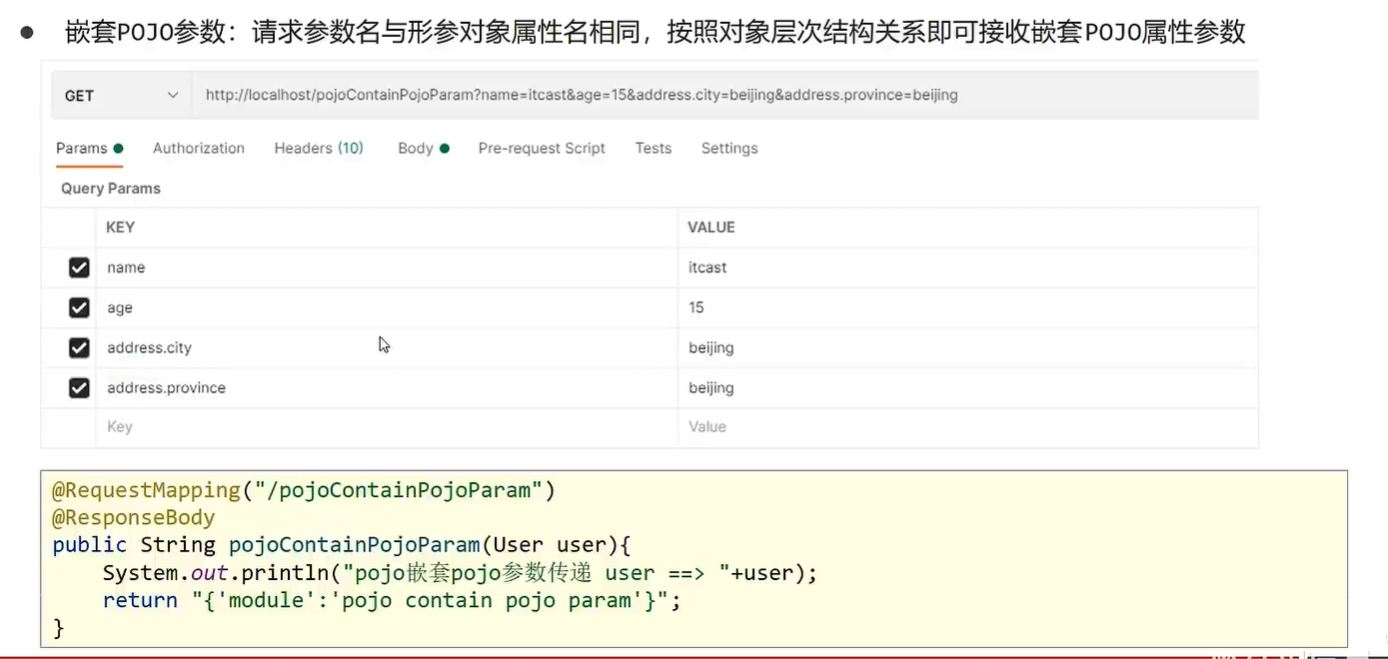 ● 嵌套POJO参数：请求参数名与形参对象属性名相同，按照对象层次结构关系即可接收嵌套POJO属性参数
GET http://localhost/pojoContainPojoParam?name=itcast&age=15&address.city=beijing&address.province=beijing
Params Authorization Headers (10) Body Pre-request Script Tests Settings
Query Params
KEY VALUE
name itcast
age 15
address.city beijing
address.province beijing
Key Value
@RequestMapping("/pojoContainPojoParam")
@ResponseBody
public String pojoContainPojoParam(User user){
System.out.println("pojo嵌套pojo参数传递 user ==> "+user);
return "{'module':'pojo contain pojo param'}";
}